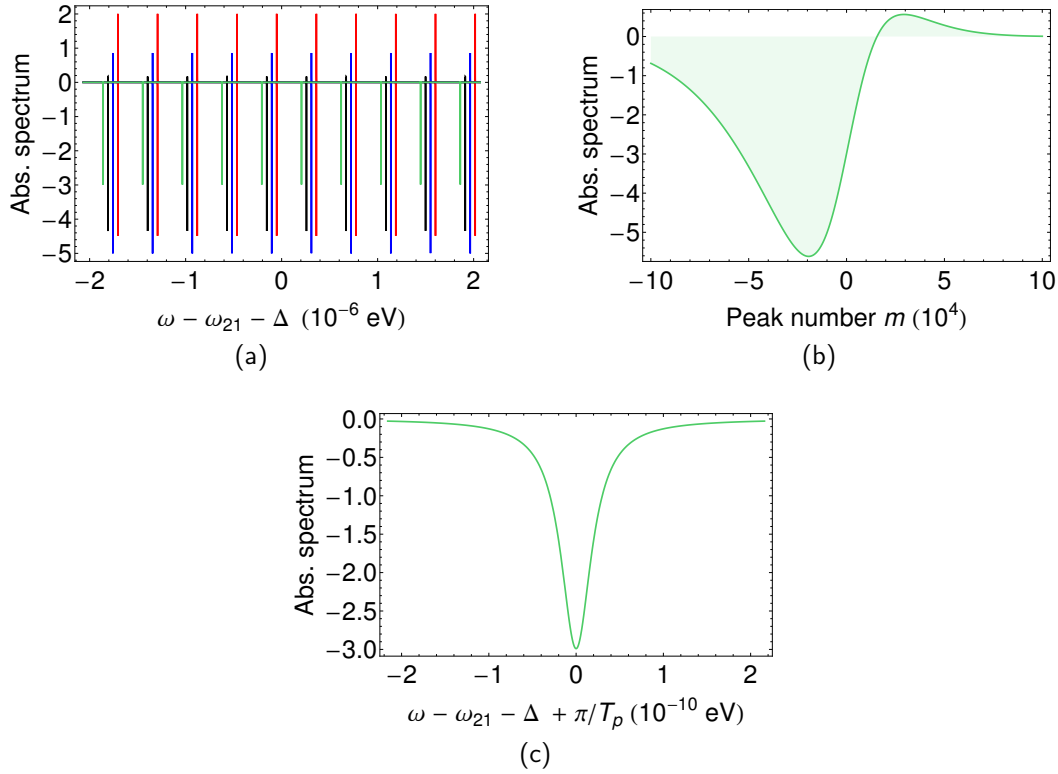 2
1
0
−1
−2
−3
−4
−5
Abs. spectrum
−2 −1 0 1 2
ω − ω21 − Δ (10−6 eV)
(a)
0
−1
−2
−3
−4
−5
Abs. spectrum
−10 −5 0 5 10
Peak number m (104)
(b)
0.0
−0.5
−1.0
−1.5
−2.0
−2.5
−3.0
Abs. spectrum
−2 −1 0 1 2
ω − ω21 − Δ + π/Tp (10−10 eV)
(c)